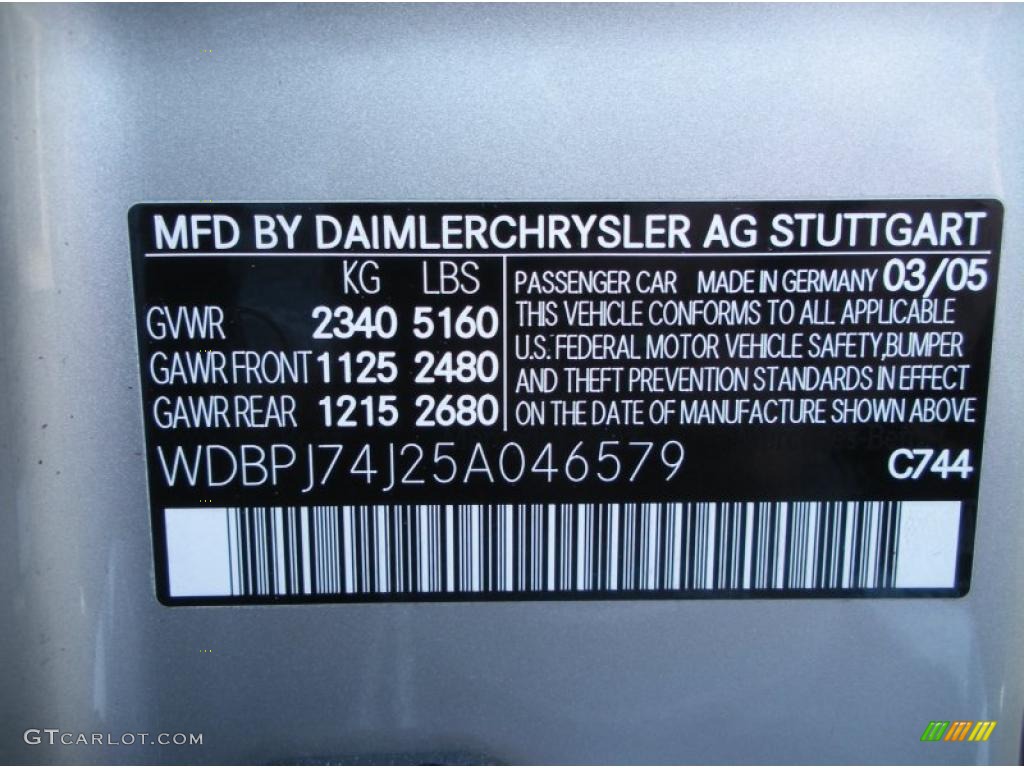 MFD BY DAIMLERCHRYSLER AG STUTTGART
KG LBS
GVWR 2340 5160
GAWR FRONT 1125 2480
GAWR REAR 1215 2680
PASSENGER CAR MADE IN GERMANY 03/05
THIS VEHICLE CONFORMS TO ALL APPLICABLE
U.S. FEDERAL MOTOR VEHICLE SAFETY,BUMPER
AND THEFT PREVENTION STANDARDS IN EFFECT
ON THE DATE OF MANUFACTURE SHOWN ABOVE
WDBPJ74J25A046579 C744
GTCARLOT.COM